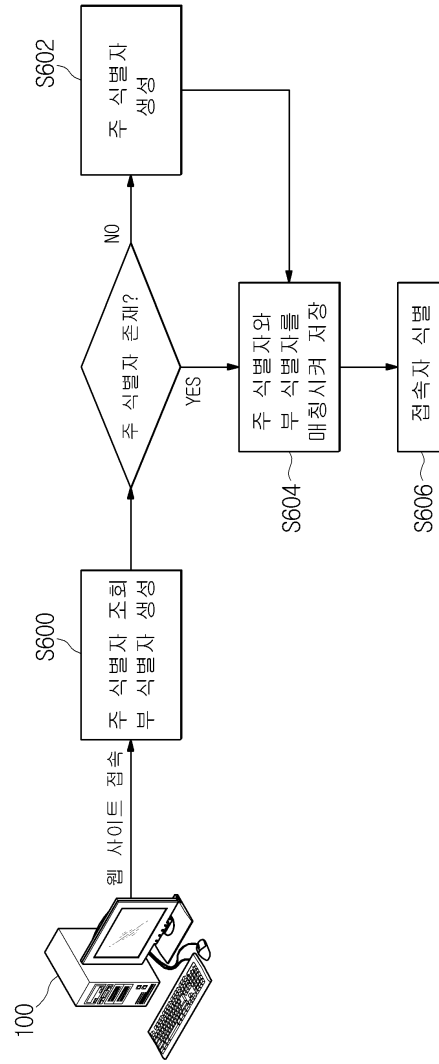 100
웹 사이트 접속
S600
주 식별자 조회
부 식별자 생성
주 식별자 존재?
NO
YES
S602
주 식별자
생성
주 식별자와
부 식별자를
매칭시켜 저장
S604
접속자 식별
S606